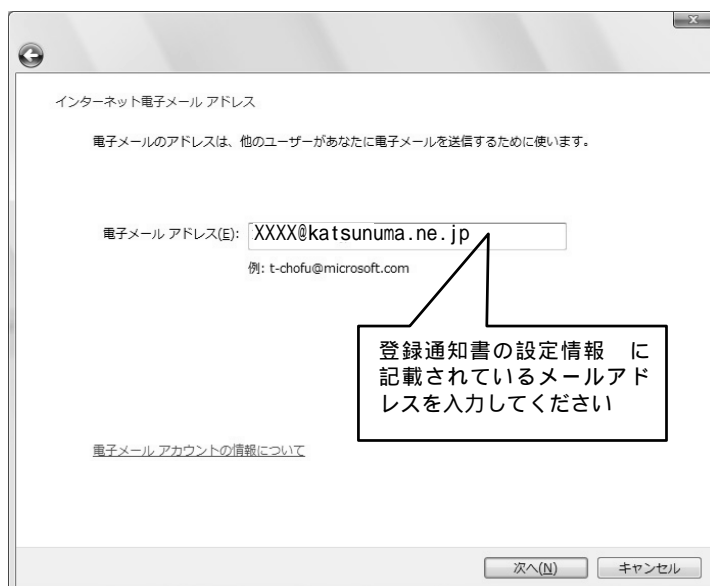 インターネット電子メール アドレス
電子メールのアドレスは、他のユーザーがあなたに電子メールを送信するために使います。
電子メール アドレス(E): XXXX@katsunuma.ne.jp
例: t-chofu@microsoft.com
登録通知書の設定情報　に
記載されているメールアド
レスを入力してください
電子メール アカウントの情報について
次へ(N) キャンセル